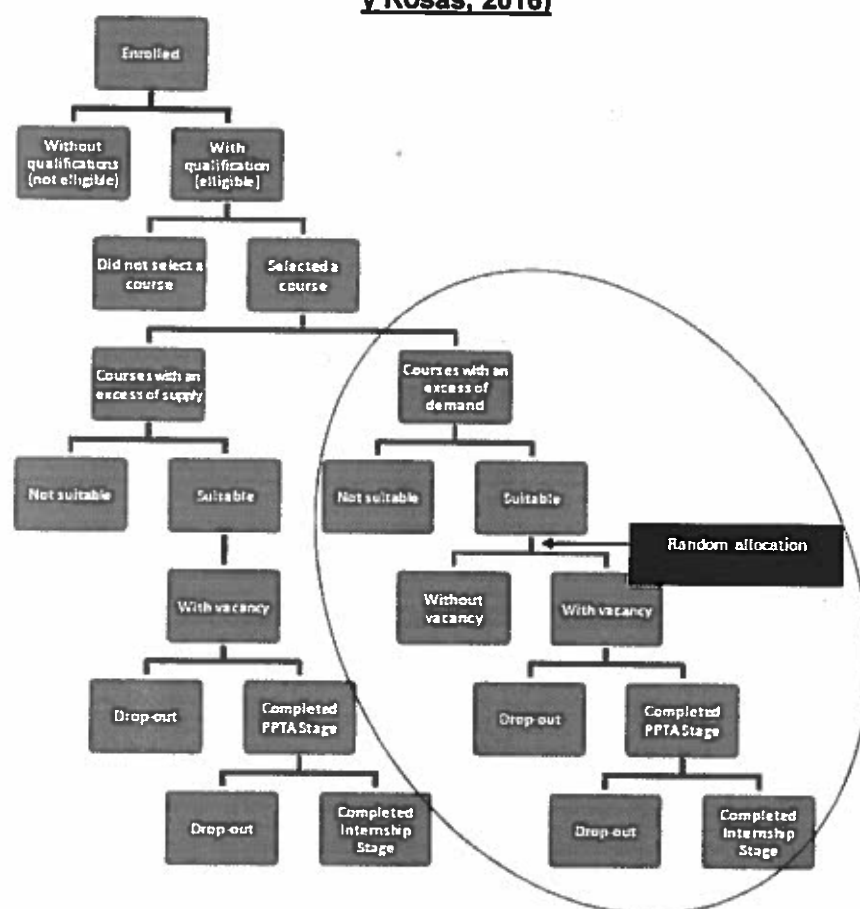 y Rosas, 2016)
Enrolled
Without
qualifications
(not elligible)
With
qualification
(elligible]
Did not select a
course
Selected a
course
Courses with an
excess of supply
Courses with an
excess of
demand
Not suitable
Suitable
Not suitable
Suitable
Random allocation
With vacancy
Without
vacancy
With vacancy
Drop-out
Completed
PPTA Stage
Drop-out
Completed
PPTA Stage
Drop-out
Completed
Internship
Stage
Drop-out
Completed
Internship
Stage